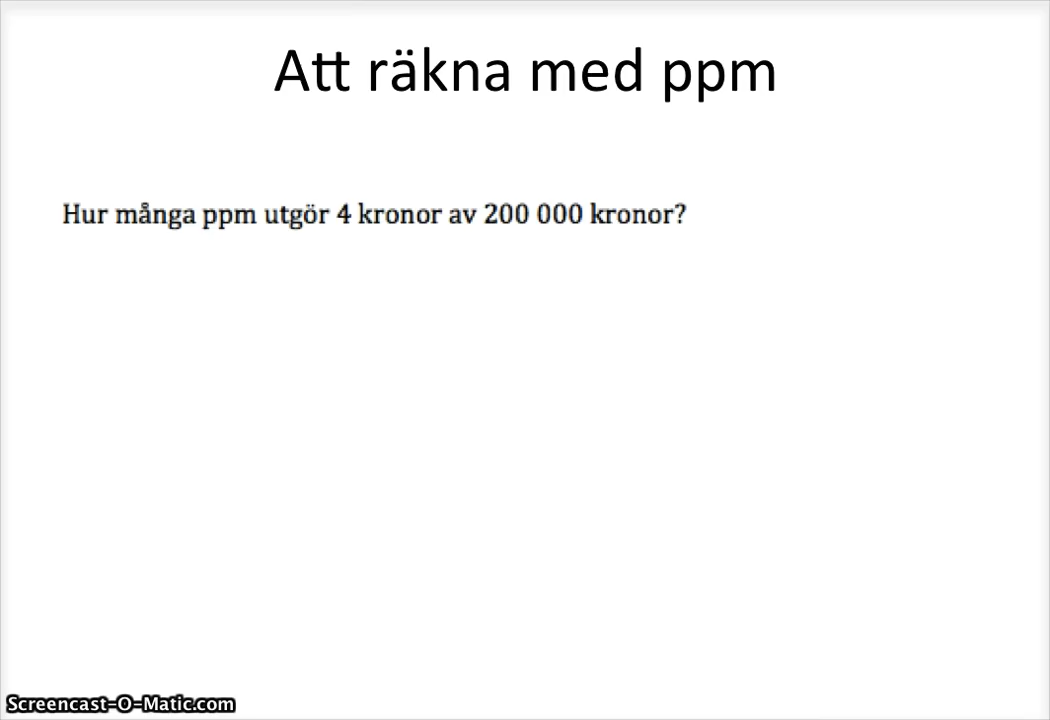 Att räkna med ppm
Hur många ppm utgör 4 kronor av 200 000 kronor?
Screencast-O-Matic.com